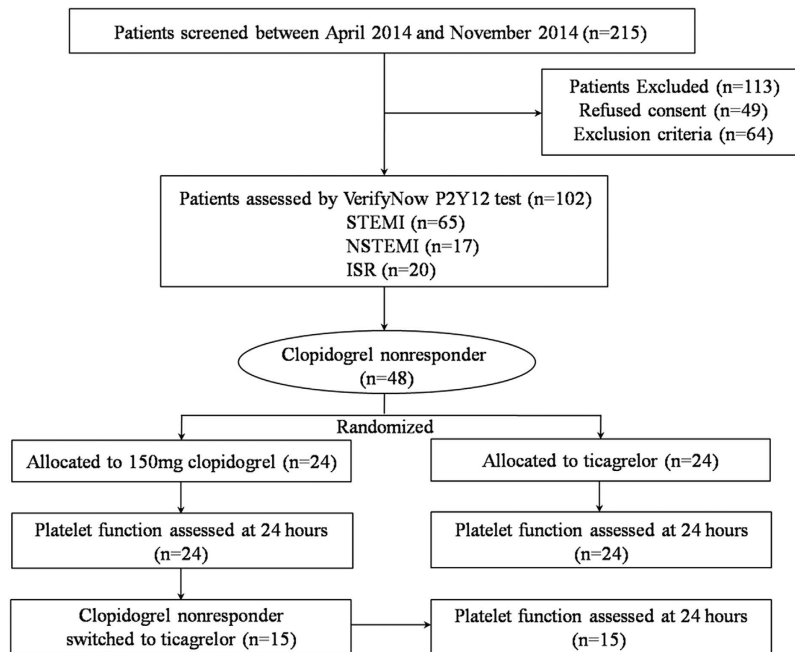 Patients screened between April 2014 and November 2014 (n=215)
Patients Excluded (n=113)
Refused consent (n=49)
Exclusion criteria (n=64)
Patients assessed by VerifyNow P2Y12 test (n=102)
STEMI (n=65)
NSTEMI (n=17)
ISR (n=20)
Clopidogrel nonresponder
(n=48)
Randomized
Allocated to 150mg clopidogrel (n=24)
Allocated to ticagrelor (n=24)
Platelet function assessed at 24 hours
(n=24)
Platelet function assessed at 24 hours
(n=24)
Clopidogrel nonresponder
switched to ticagrelor (n=15)
Platelet function assessed at 24 hours
(n=15)